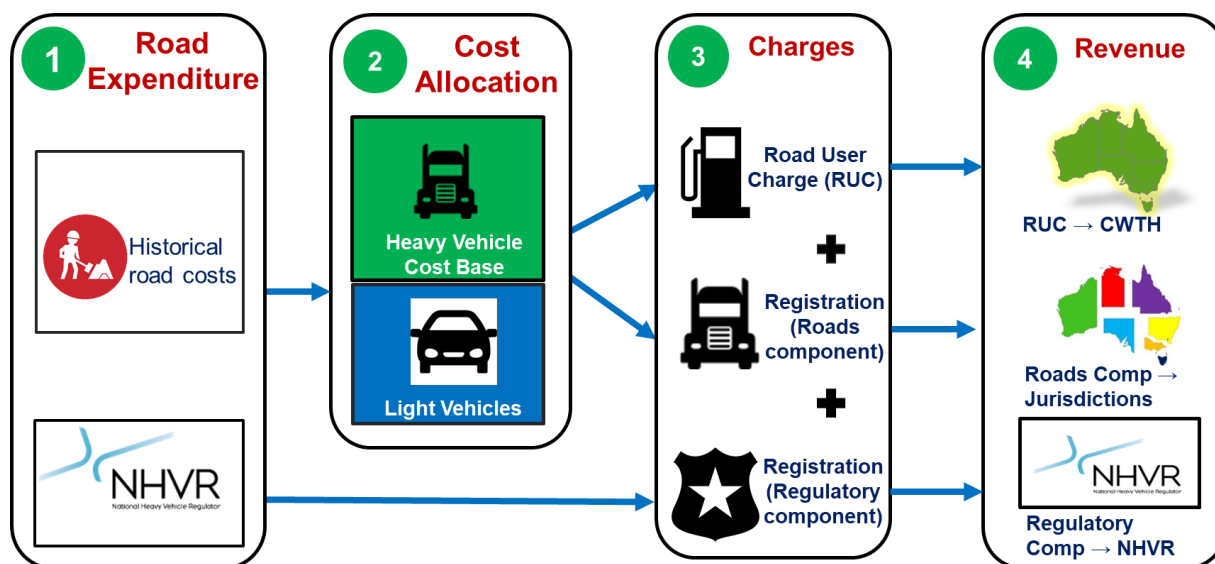 1
Road
Expenditure
Historical
road costs
NHVR
National Heavy Vehicle Regulator
2
Cost
Allocation
Heavy Vehicle
Cost Base
Light Vehicles
3
Charges
Road User
Charge (RUC)
Registration
(Roads
component)
Registration
(Regulatory
component)
4
Revenue
RUC → CWTH
Roads Comp →
Jurisdictions
NHVR
National Heavy Vehicle Regulator
Regulatory
Comp → NHVR